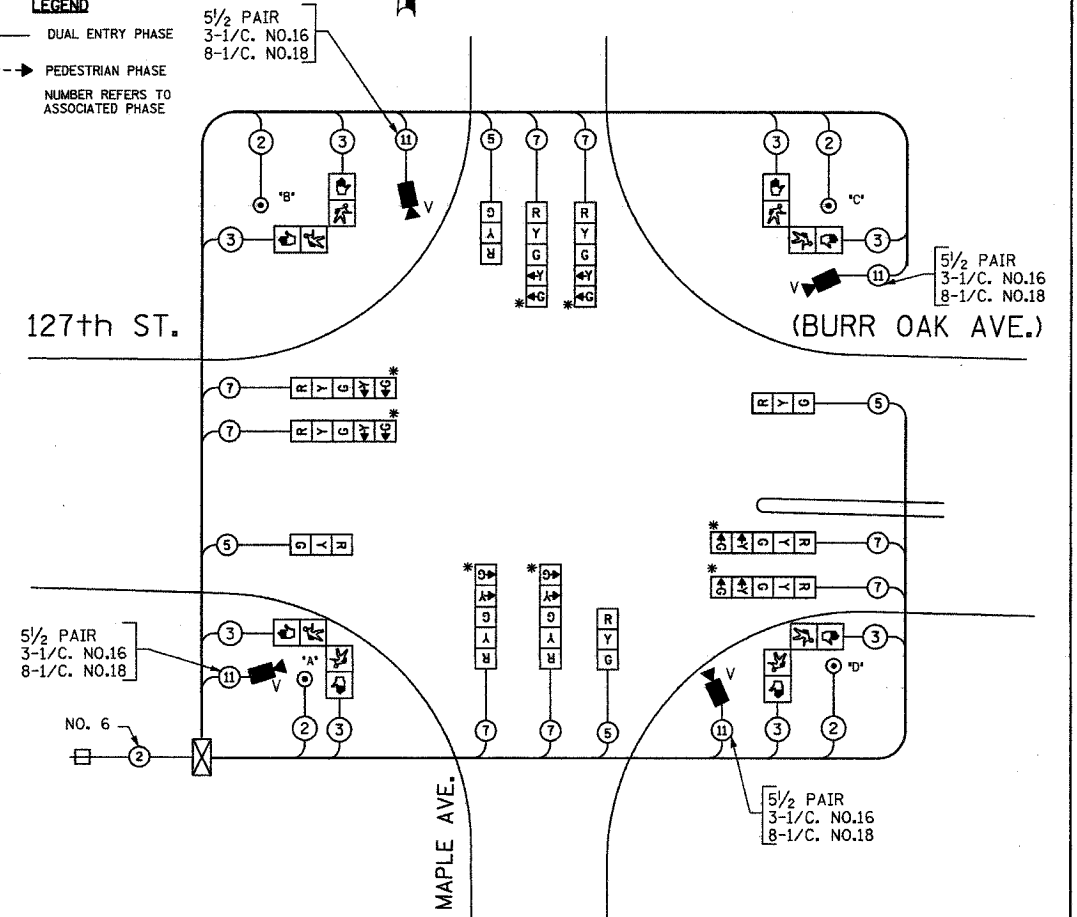 LEGEND
DUAL ENTRY PHASE
PEDESTRIAN PHASE
NUMBER REFERS TO
ASSOCIATED PHASE
5½ PAIR
3-1/C. NO.16
8-1/C. NO.18
2 3 11 5 7 7 3 2
"B" V "C"
G Y R
R Y G Y G *
R Y G Y G *
3 3
11
V
5½ PAIR
3-1/C. NO.16
8-1/C. NO.18
127th ST.
(BURR OAK AVE.)
7 R Y G Y G *
R Y G 5
7 R Y G Y G *
5 G Y R
* G Y G Y R 7
* G Y G Y R 7
* G Y G Y R
* G Y G Y R
R Y G
5½ PAIR
3-1/C. NO.16
8-1/C. NO.18
3 3
11 V "A" V "D"
NO. 6
2 2 3 7 7 5 11 3 2
5½ PAIR
3-1/C. NO.16
8-1/C. NO.18
MAPLE AVE.